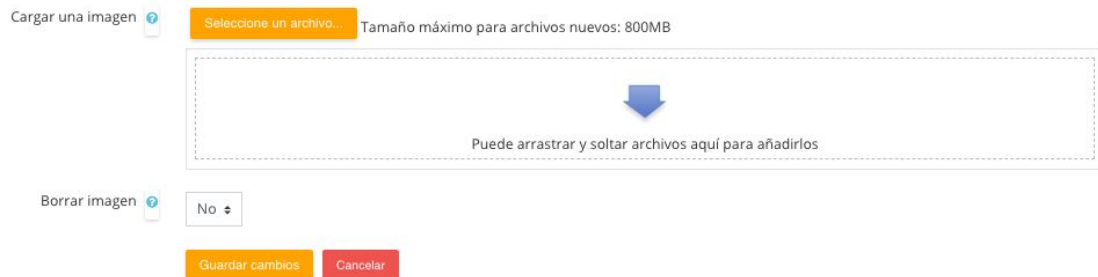 Cargar una imagen
Seleccione un archivo... Tamaño máximo para archivos nuevos: 800MB
Puede arrastrar y soltar archivos aquí para añadirlos
Borrar imagen
No
Guardar cambios Cancelar